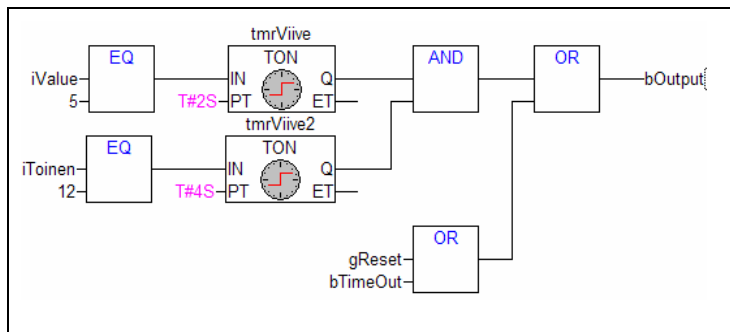 tmrViive
EQ TON AND OR
iValue IN Q bOutput
5 T#2S PT ET
tmrViive2
EQ TON
iToinen IN Q
12 T#4S PT ET
OR
gReset
bTimeOut